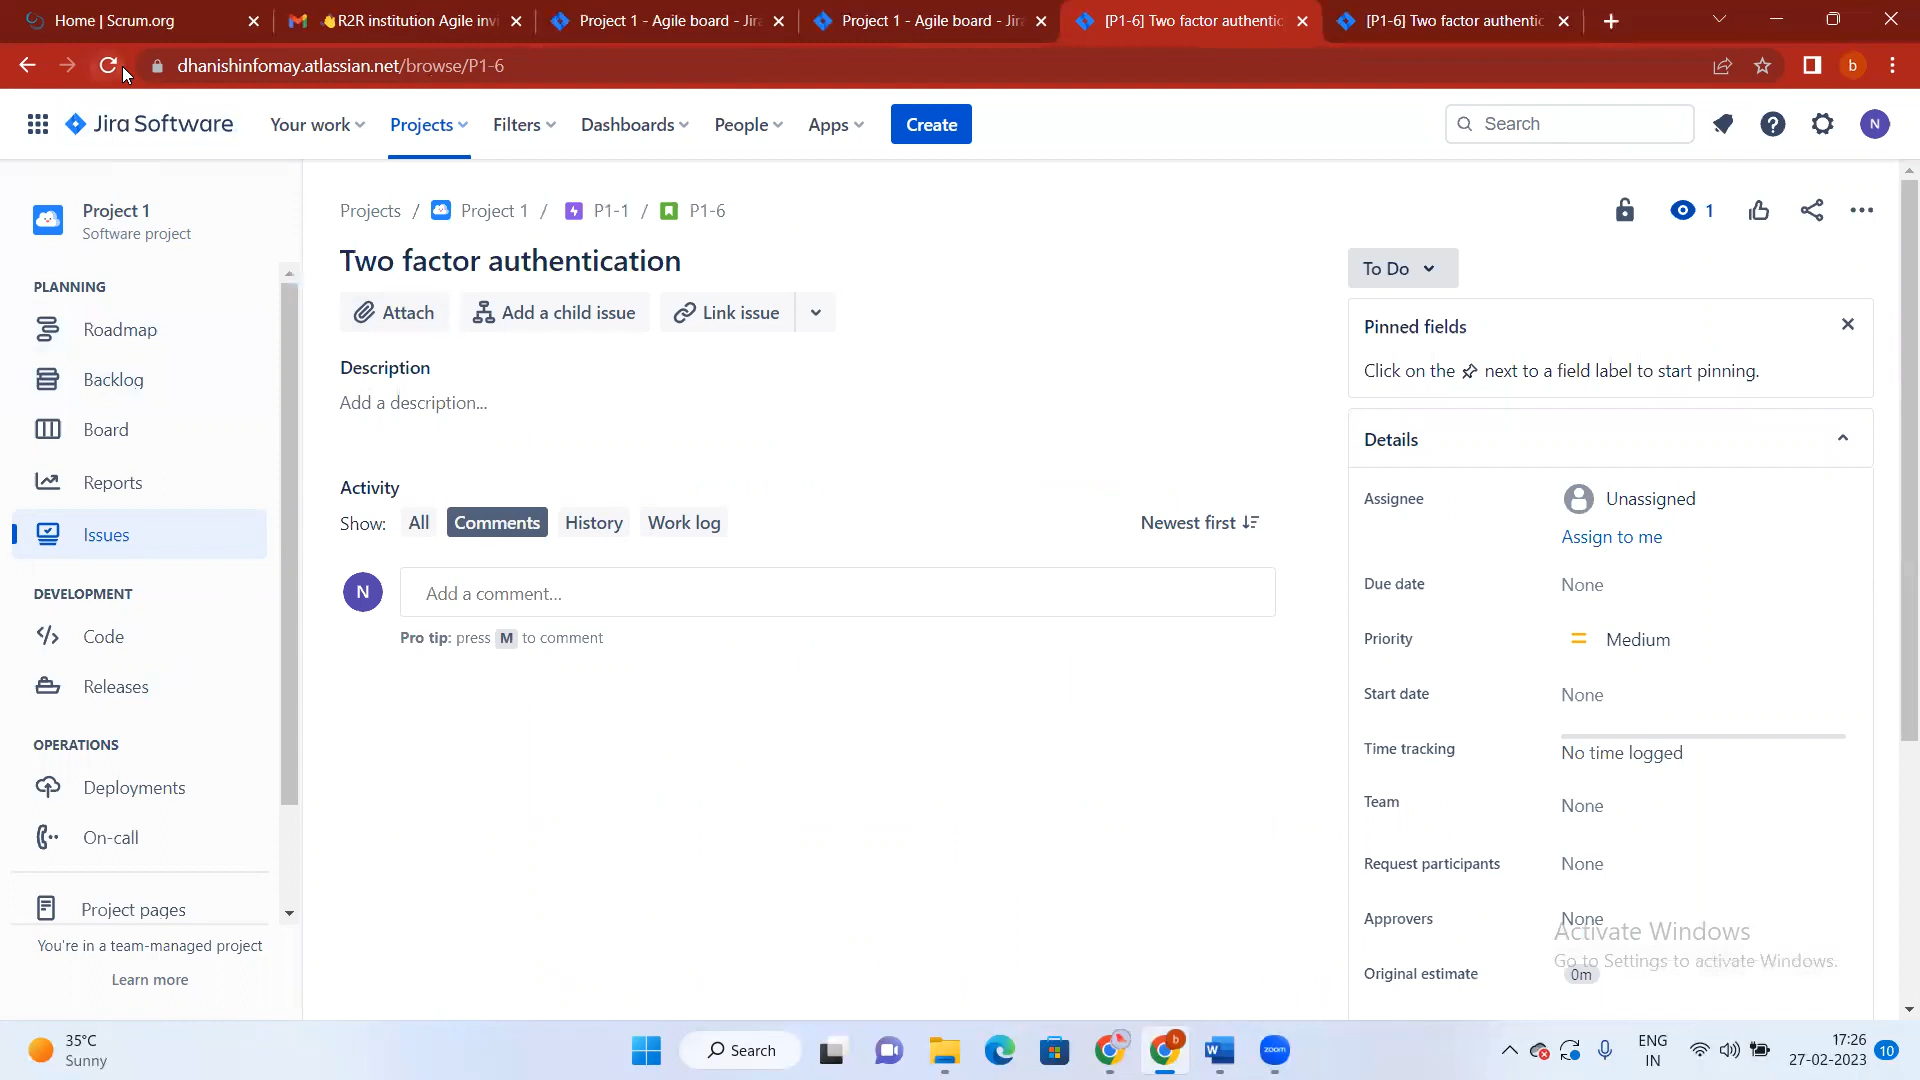 Home | Scrum.org
👋R2R institution Agile invi
Project 1 - Agile board - Jira
Project 1 - Agile board - Jira
[P1-6] Two factor authentic
[P1-6] Two factor authentic
dhanishinfomay.atlassian.net/browse/P1-6
b
Jira Software
Your work
Projects
Filters
Dashboards
People
Apps
Create
Search
N
Project 1
Software project
PLANNING
Roadmap
Backlog
Board
Reports
Issues
DEVELOPMENT
Code
Releases
OPERATIONS
Deployments
On-call
Project pages
You're in a team-managed project
Learn more
Projects / Project 1 / P1-1 / P1-6
1
Two factor authentication
Attach
Add a child issue
Link issue
Description
Add a description...
Activity
Show: All Comments History Work log
Newest first
N
Add a comment...
Pro tip: press M to comment
To Do
Pinned fields
Click on the next to a field label to start pinning.
Details
Assignee Unassigned
Assign to me
Due date None
Priority Medium
Start date None
Time tracking No time logged
Team None
Request participants None
Approvers None
Original estimate 0m
Activate Windows
Go to Settings to activate Windows.
35°C
Sunny
Search
b
W
zoom
ENG
IN
17:26
27-02-2023
10